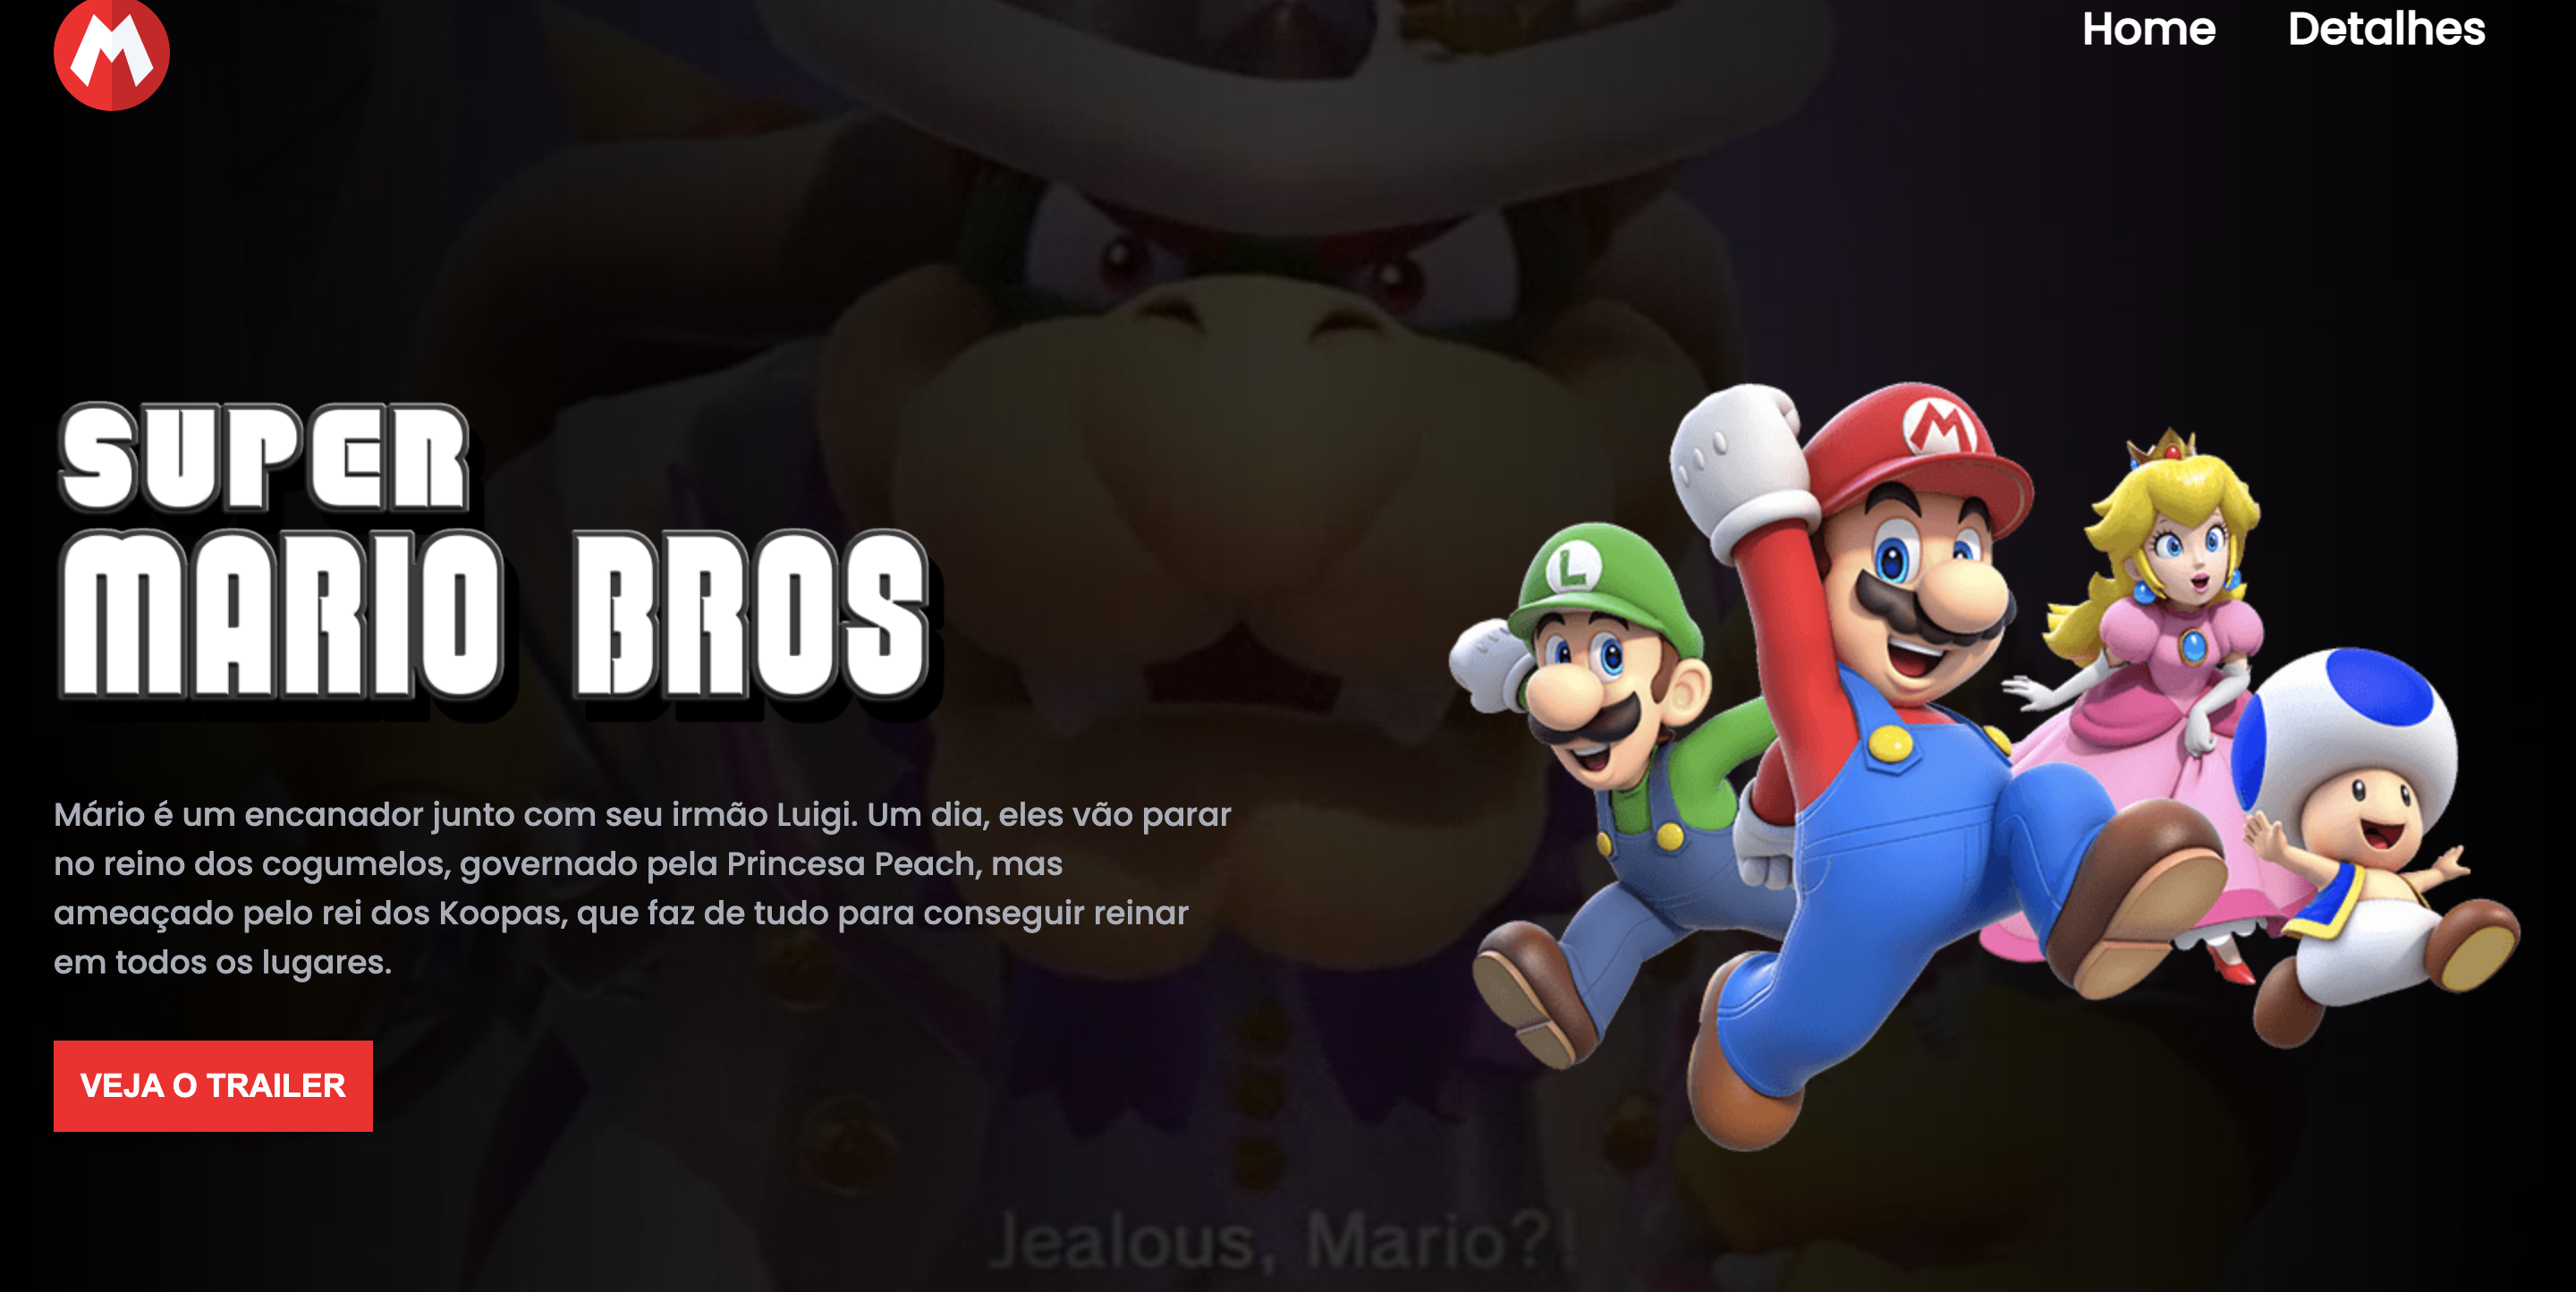 M
Home Detalhes
SUPER
MARIO BROS
M
L
Mário é um encanador junto com seu irmão Luigi. Um dia, eles vão parar
no reino dos cogumelos, governado pela Princesa Peach, mas
ameaçado pelo rei dos Koopas, que faz de tudo para conseguir reinar
em todos os lugares.
VEJA O TRAILER
Jealous, Mario?!